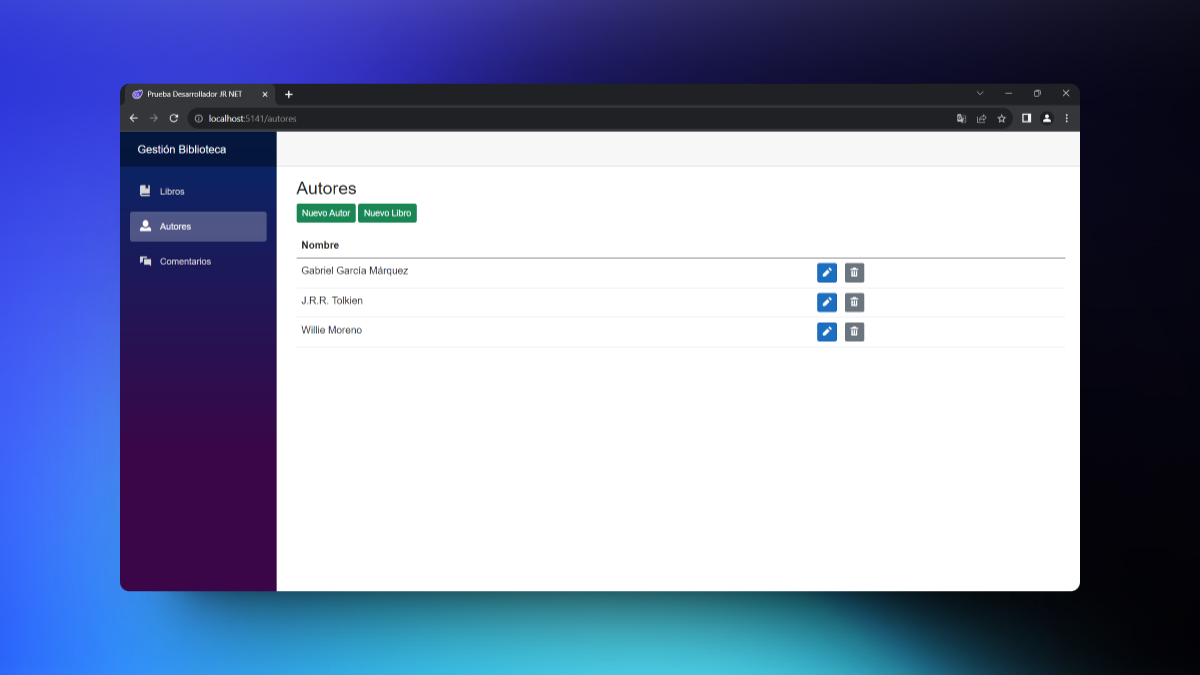 Prueba Desarrollador JR NET
localhost:5141/autores
Gestión Biblioteca
Libros
Autores
Comentarios
Autores
Nuevo Autor Nuevo Libro
Nombre
Gabriel García Márquez
J.R.R. Tolkien
Willie Moreno